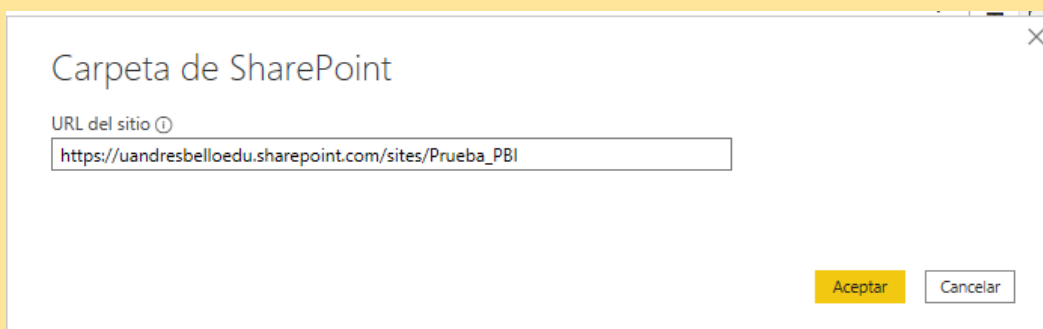 Carpeta de SharePoint
URL del sitio
https://uandresbelloedu.sharepoint.com/sites/Prueba_PBI
Aceptar Cancelar